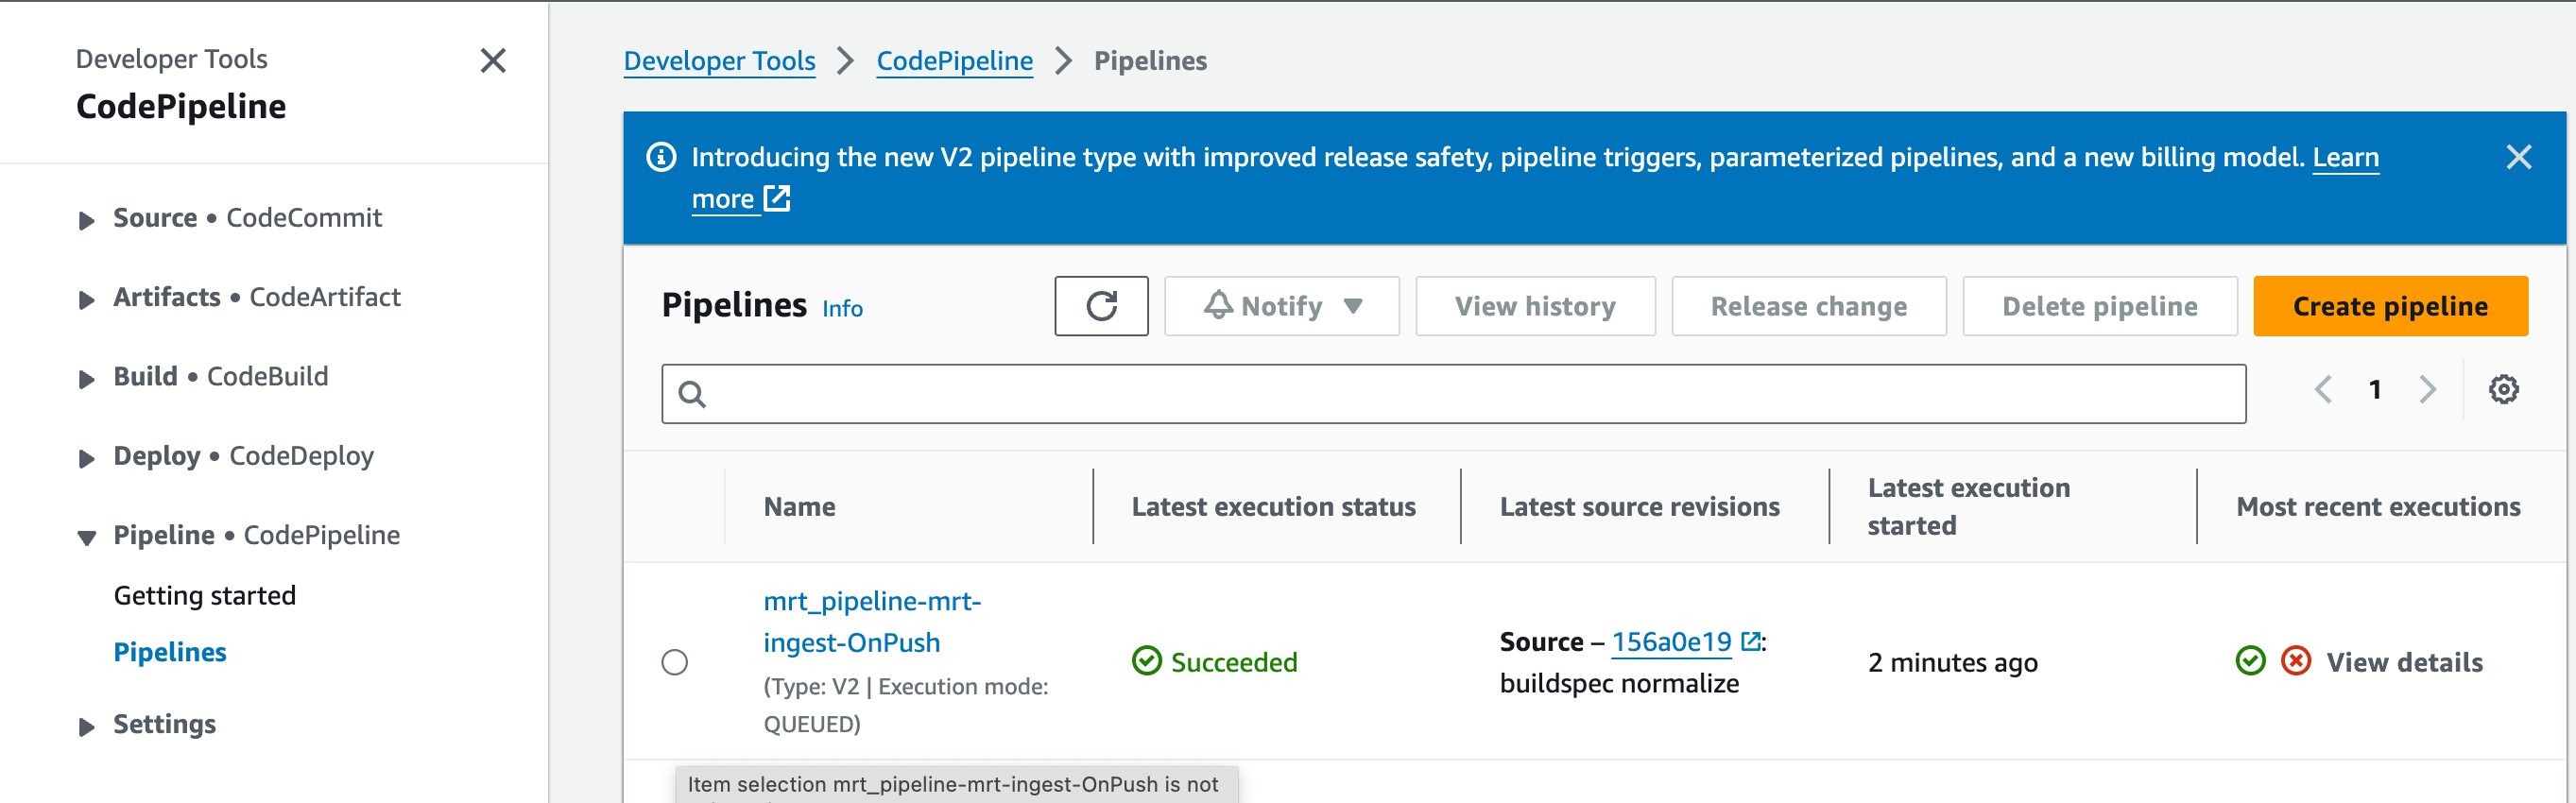 Developer Tools
CodePipeline
Source • CodeCommit
Artifacts • CodeArtifact
Build • CodeBuild
Deploy • CodeDeploy
Pipeline • CodePipeline
Getting started
Pipelines
Settings
Developer Tools > CodePipeline > Pipelines
Introducing the new V2 pipeline type with improved release safety, pipeline triggers, parameterized pipelines, and a new billing model. Learn
more
Pipelines Info
Notify
View history
Release change
Delete pipeline
Create pipeline
1
Name
Latest execution status
Latest source revisions
Latest execution
started
Most recent executions
mrt_pipeline-mrt-
ingest-OnPush
(Type: V2 | Execution mode:
QUEUED)
Succeeded
Source – 156a0e19 :
buildspec normalize
2 minutes ago
View details
Item selection mrt_pipeline-mrt-ingest-OnPush is not